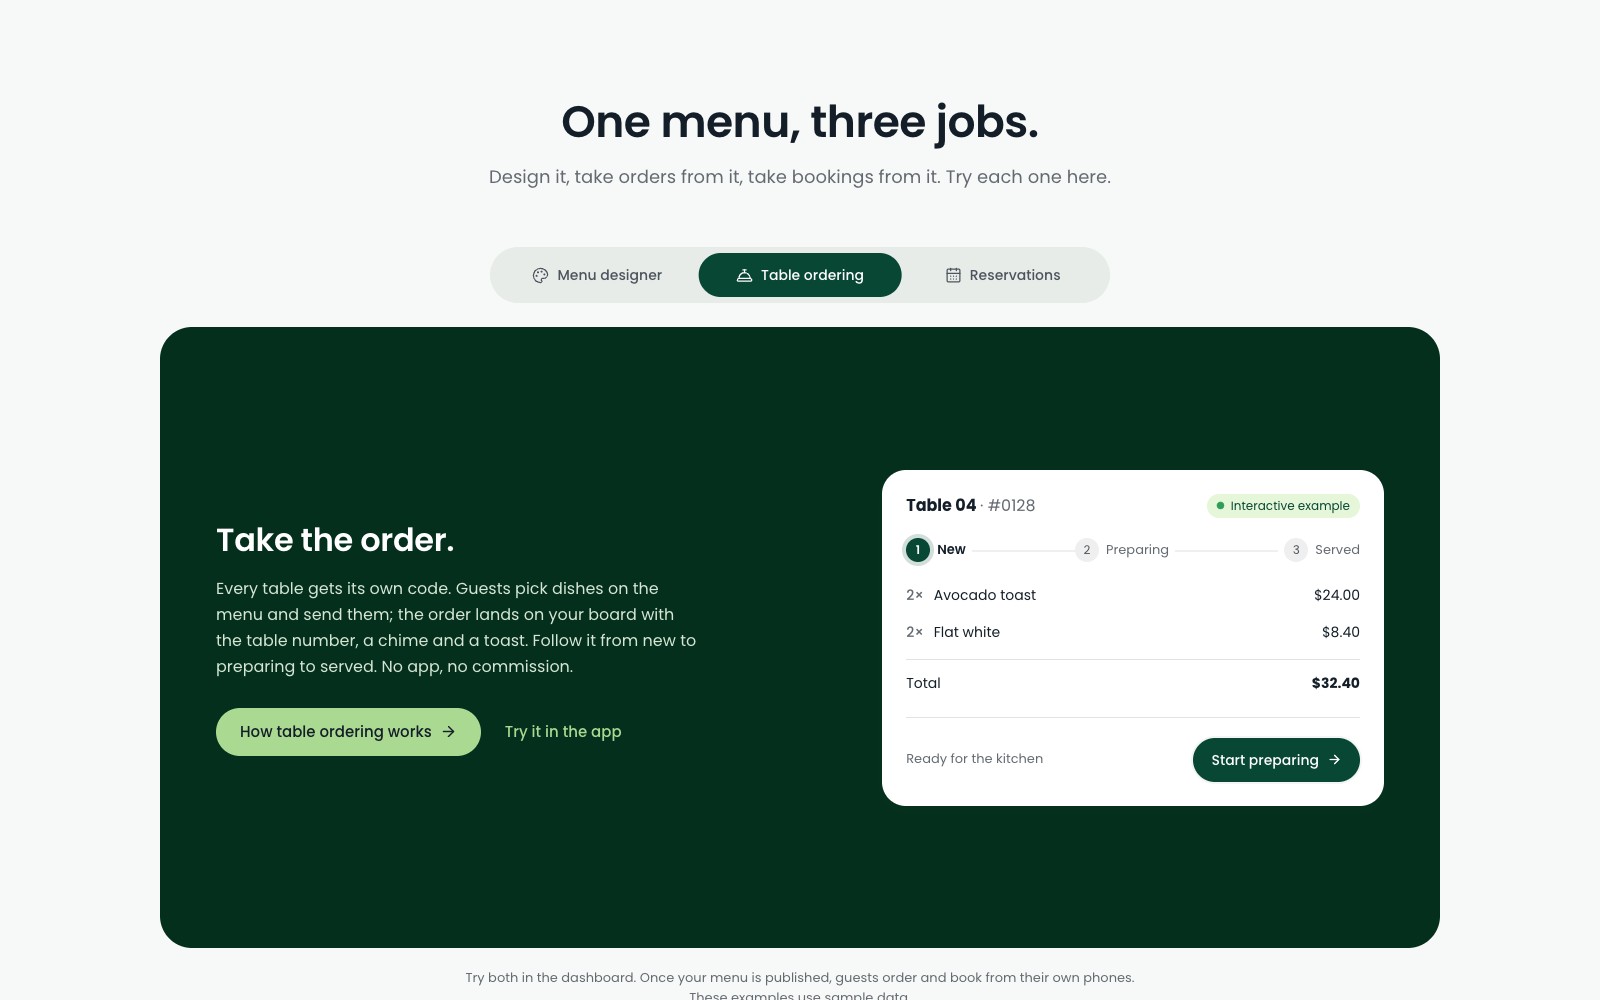 One menu, three jobs.
Design it, take orders from it, take bookings from it. Try each one here.
Menu designer
Table ordering
Reservations
Take the order.
Every table gets its own code. Guests pick dishes on the
menu and send them; the order lands on your board with
the table number, a chime and a toast. Follow it from new to
preparing to served. No app, no commission.
How table ordering works →
Try it in the app
Table 04 · #0128
Interactive example
1 New
2 Preparing
3 Served
2× Avocado toast $24.00
2× Flat white $8.40
Total $32.40
Ready for the kitchen
Start preparing →
Try both in the dashboard. Once your menu is published, guests order and book from their own phones.
These examples use sample data.